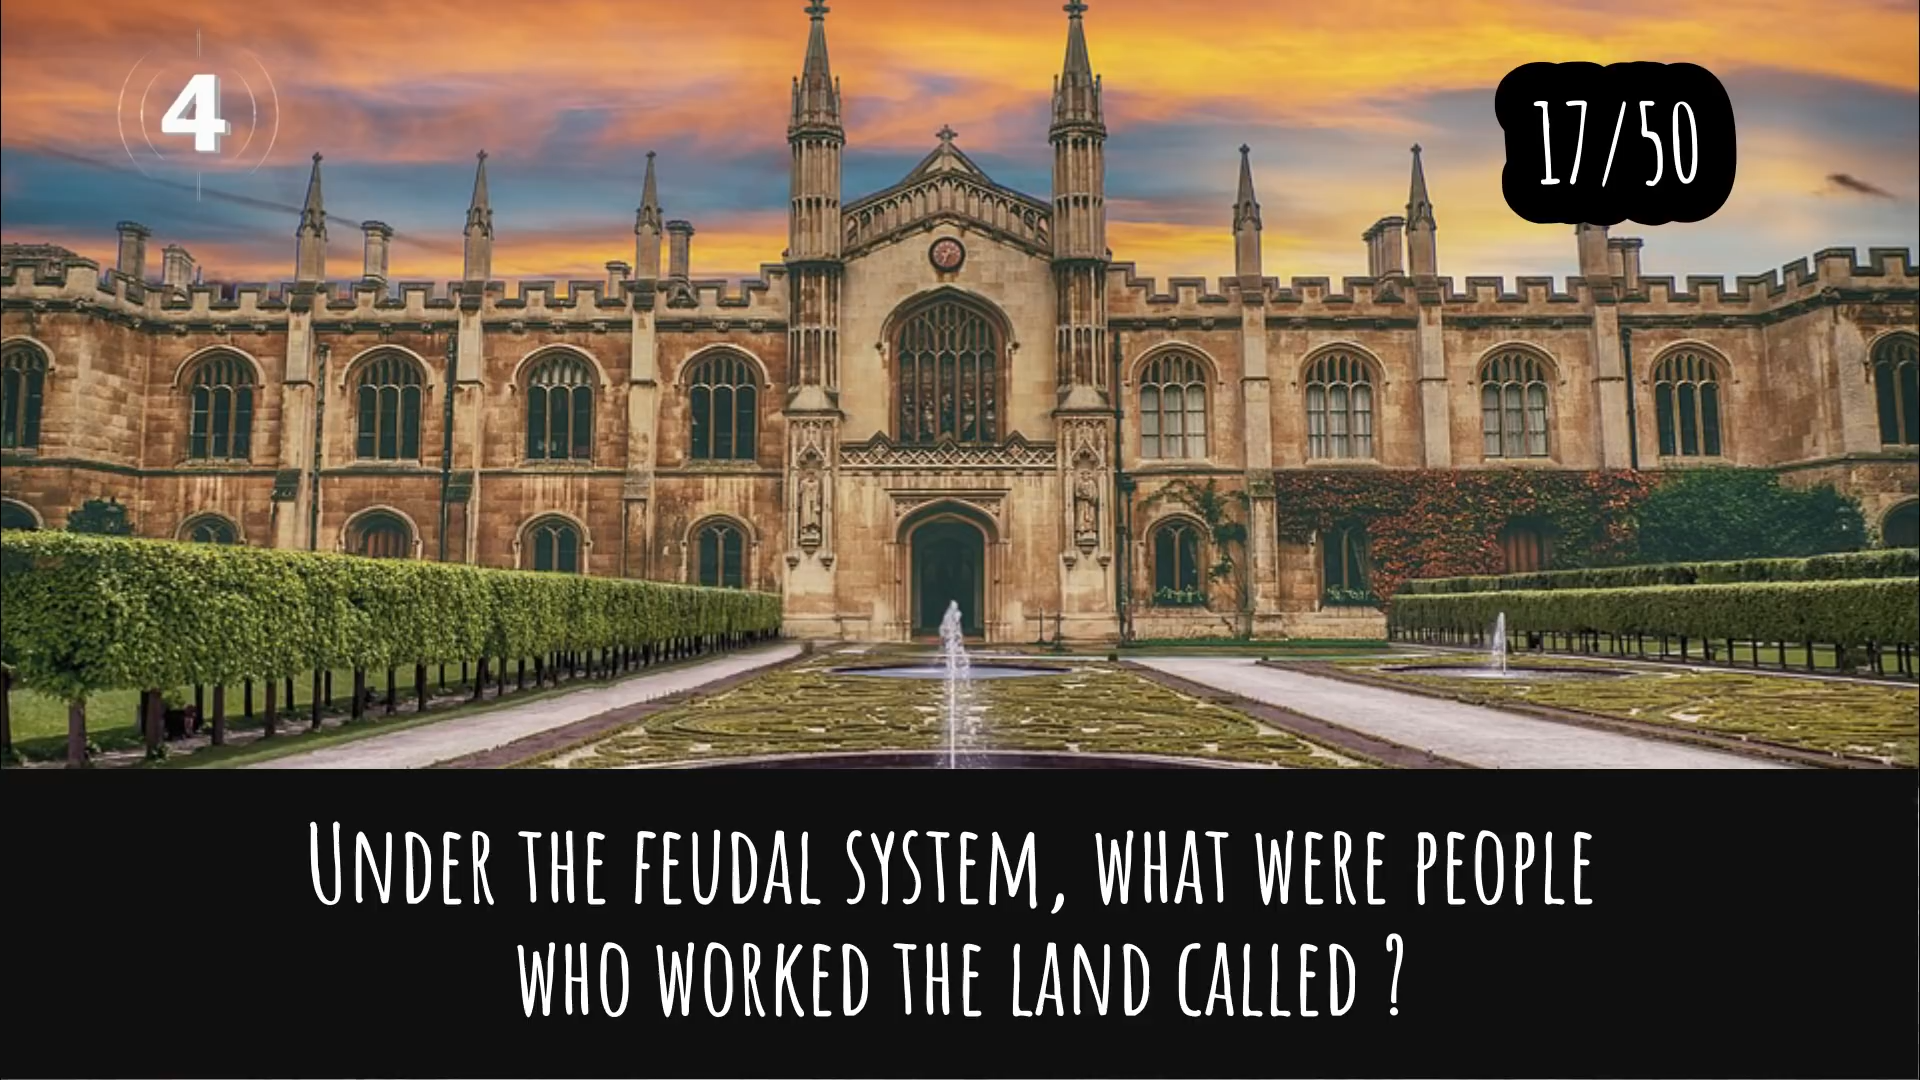 4
17/50
Under the feudal system, what were people
who worked the land called ?